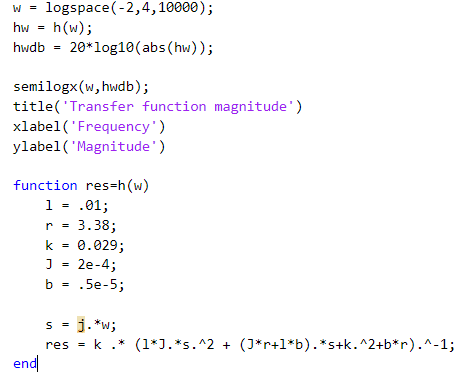 w = logspace(-2,4,10000);
hw = h(w);
hwdb = 20*log10(abs(hw));
semilogx(w,hwdb);
title('Transfer function magnitude')
xlabel('Frequency')
ylabel('Magnitude')
function res=h(w)
l = .01;
r = 3.38;
k = 0.029;
J = 2e-4;
b = .5e-5;
s = j.*w;
res = k .* (l*J.*s.^2 + (J*r+l*b).*s+k.^2+b*r).^-1;
end